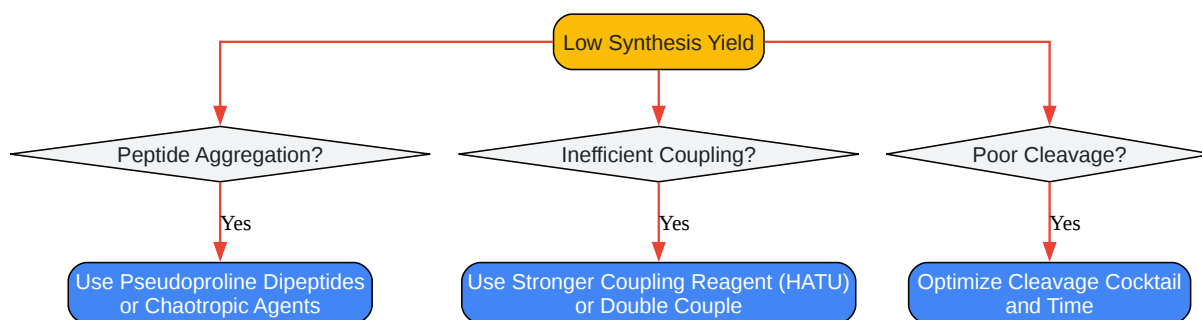 Low Synthesis Yield
Peptide Aggregation?
Inefficient Coupling?
Poor Cleavage?
Yes
Yes
Yes
Use Pseudoproline Dipeptides
or Chaotropic Agents
Use Stronger Coupling Reagent (HATU)
or Double Couple
Optimize Cleavage Cocktail
and Time